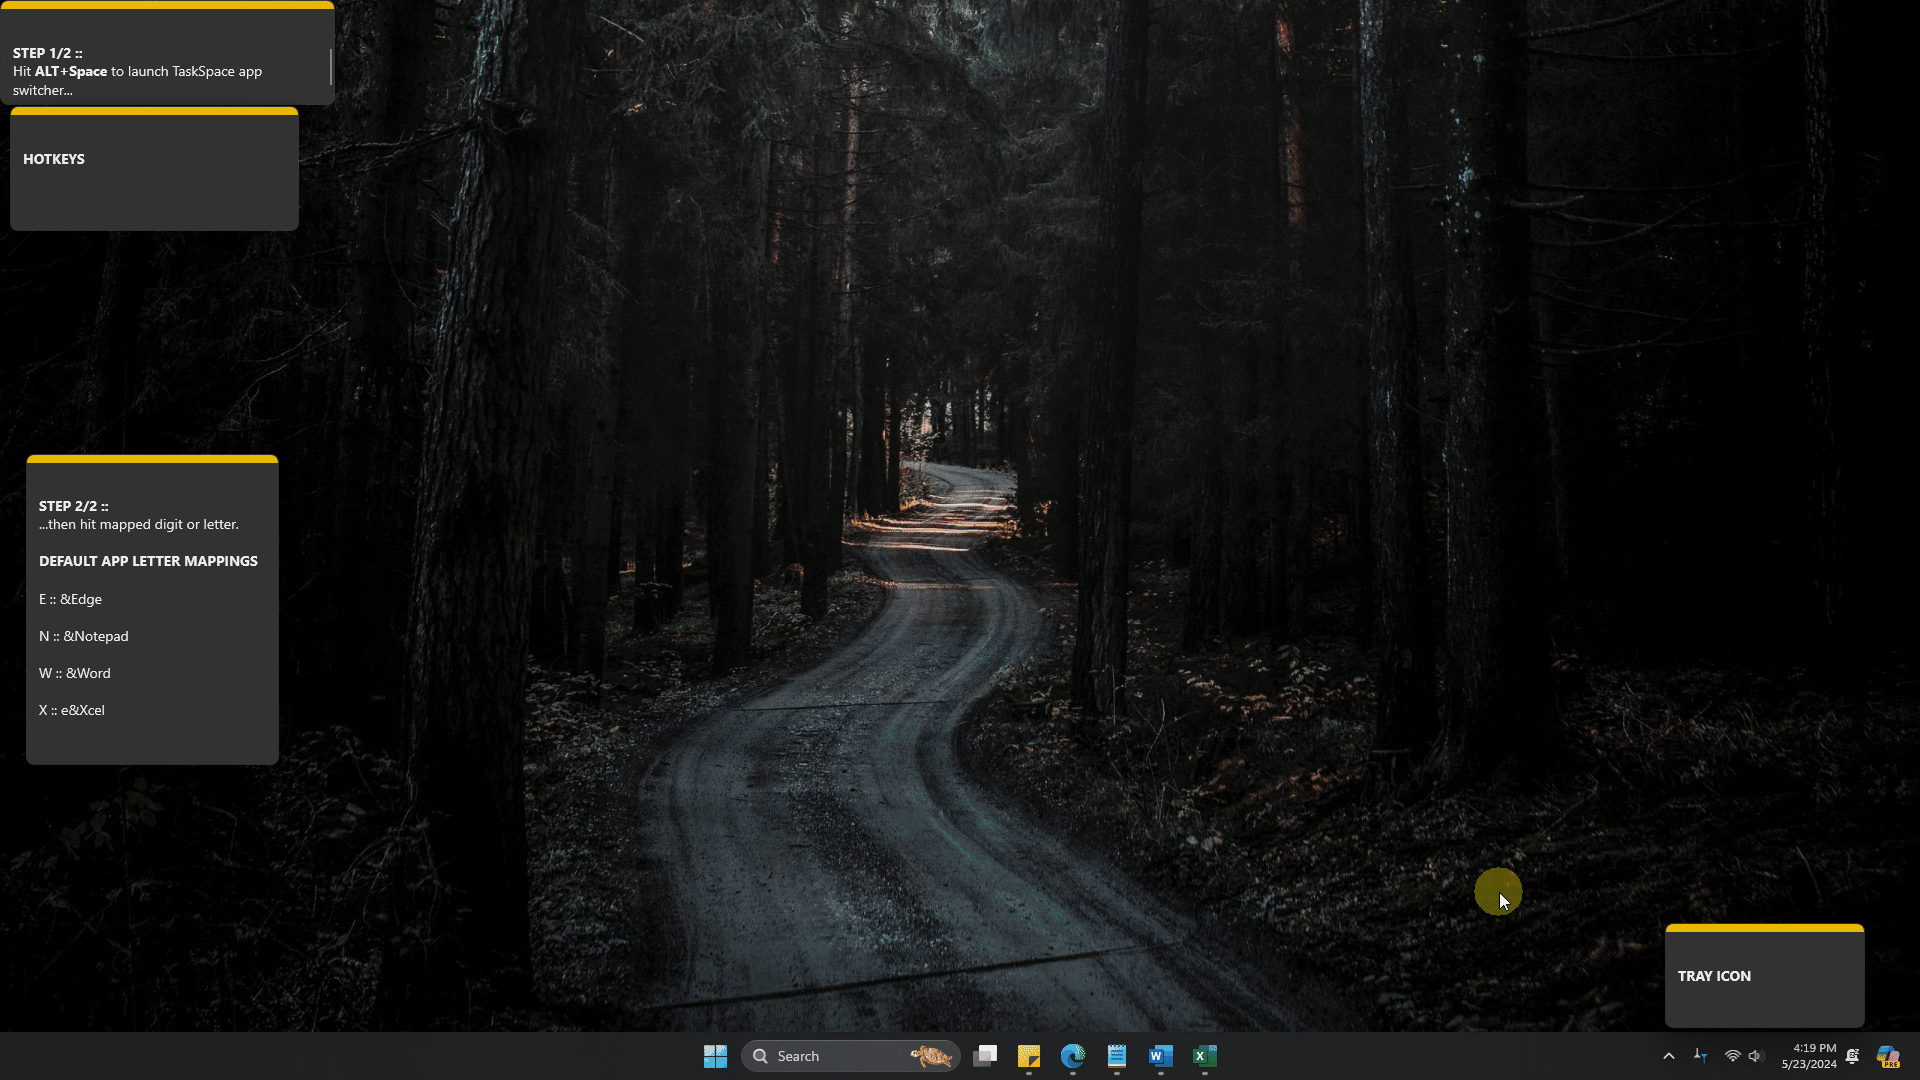 STEP 1/2 ::
Hit ALT+Space to launch TaskSpace app
switcher...
HOTKEYS
STEP 2/2 ::
...then hit mapped digit or letter.
DEFAULT APP LETTER MAPPINGS
E :: &Edge
N :: &Notepad
W :: &Word
X :: e&Xcel
TRAY ICON
Search
4:19 PM
5/23/2024
PRE